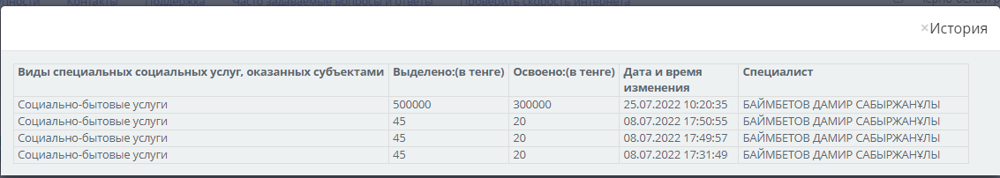 Контакты Поддержка Часто задаваемые вопросы и ответы Проверить скорость интернета
×История
Виды специальных социальных услуг, оказанных субъектами Выделено:(в тенге) Освоено:(в тенге) Дата и время изменения Специалист
Социально-бытовые услуги 500000 300000 25.07.2022 10:20:35 БАЙМБЕТОВ ДАМИР САБЫРЖАНҰЛЫ
Социально-бытовые услуги 45 20 08.07.2022 17:50:55 БАЙМБЕТОВ ДАМИР САБЫРЖАНҰЛЫ
Социально-бытовые услуги 45 20 08.07.2022 17:49:57 БАЙМБЕТОВ ДАМИР САБЫРЖАНҰЛЫ
Социально-бытовые услуги 45 20 08.07.2022 17:31:49 БАЙМБЕТОВ ДАМИР САБЫРЖАНҰЛЫ